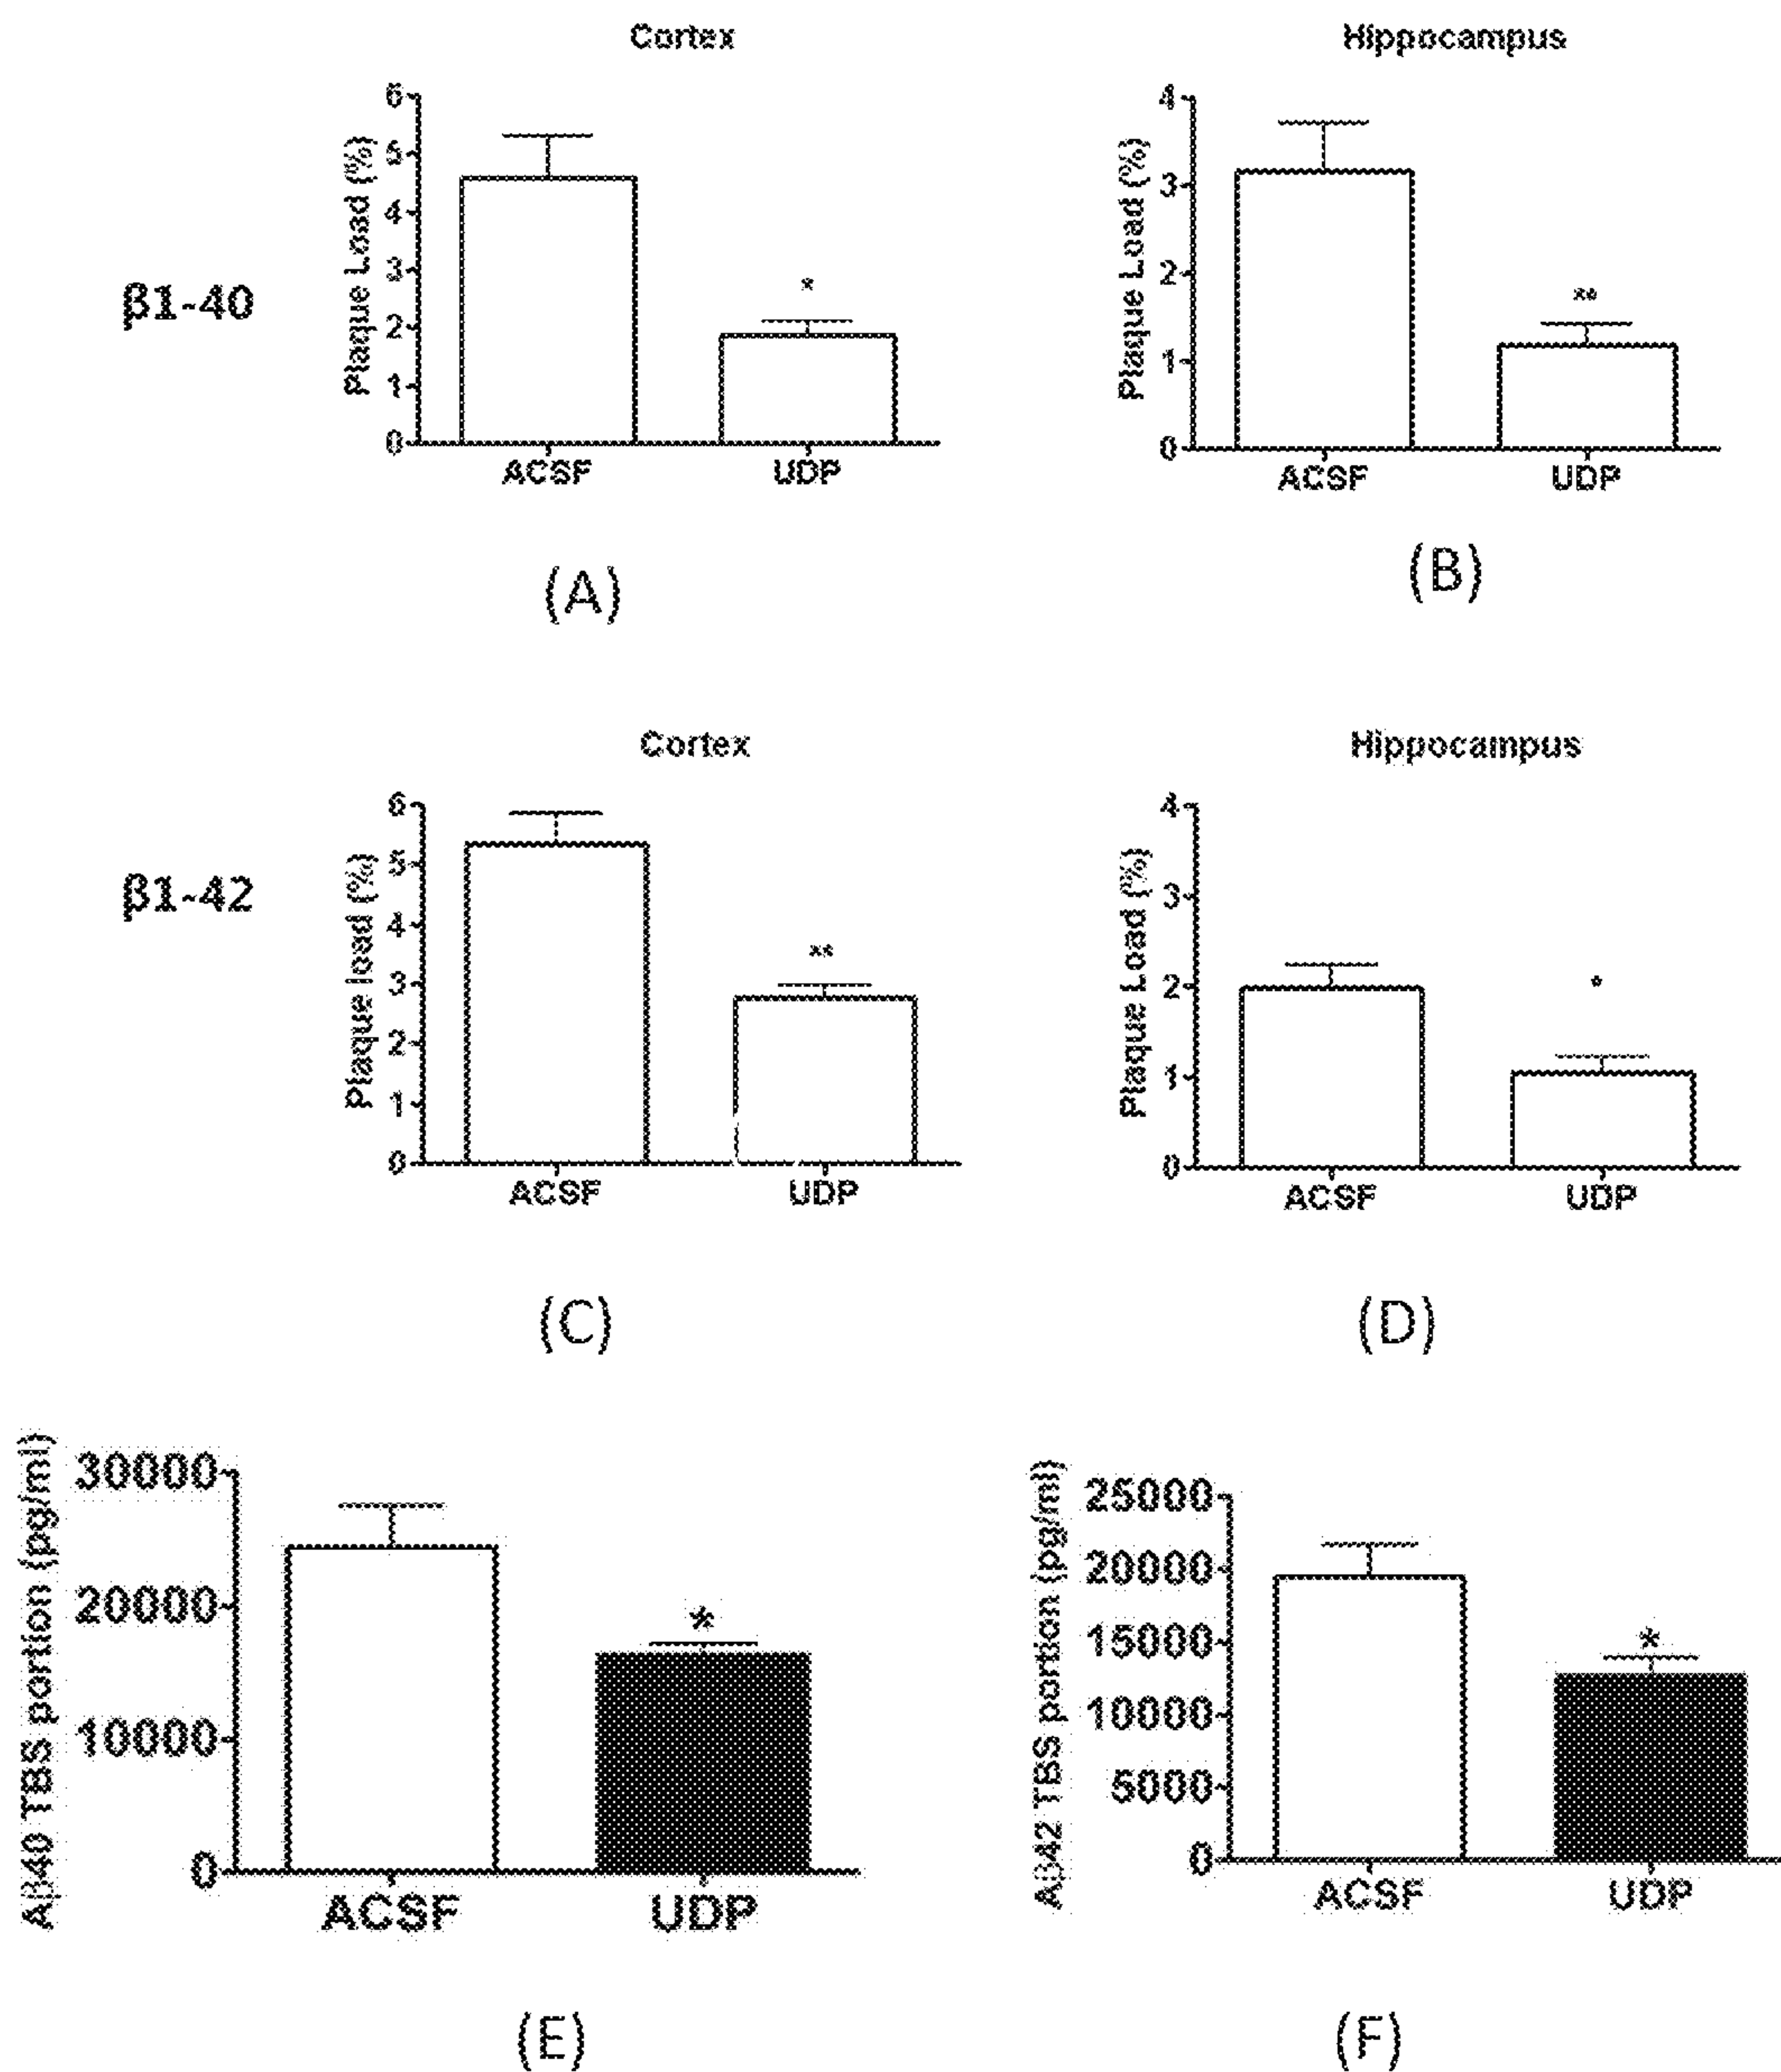 Cortex
Hippocampus
β1-40
Plaque Load (%)
6
5
4
3
2
1
0
*
ACSF
UDP
Plaque Load (%)
4
3
2
1
0
**
ACSF
UDP
(A)
(B)
Cortex
Hippocampus
β1-42
Plaque load (%)
6
5
4
3
2
1
0
**
ACSF
UDP
Plaque Load (%)
4
3
2
1
0
*
ACSF
UDP
(C)
(D)
Aβ40 TBS portion (pg/ml)
30000
20000
10000
0
*
ACSF
UDP
Aβ42 TBS portion (pg/ml)
25000
20000
15000
10000
5000
0
*
ACSF
UDP
(E)
(F)